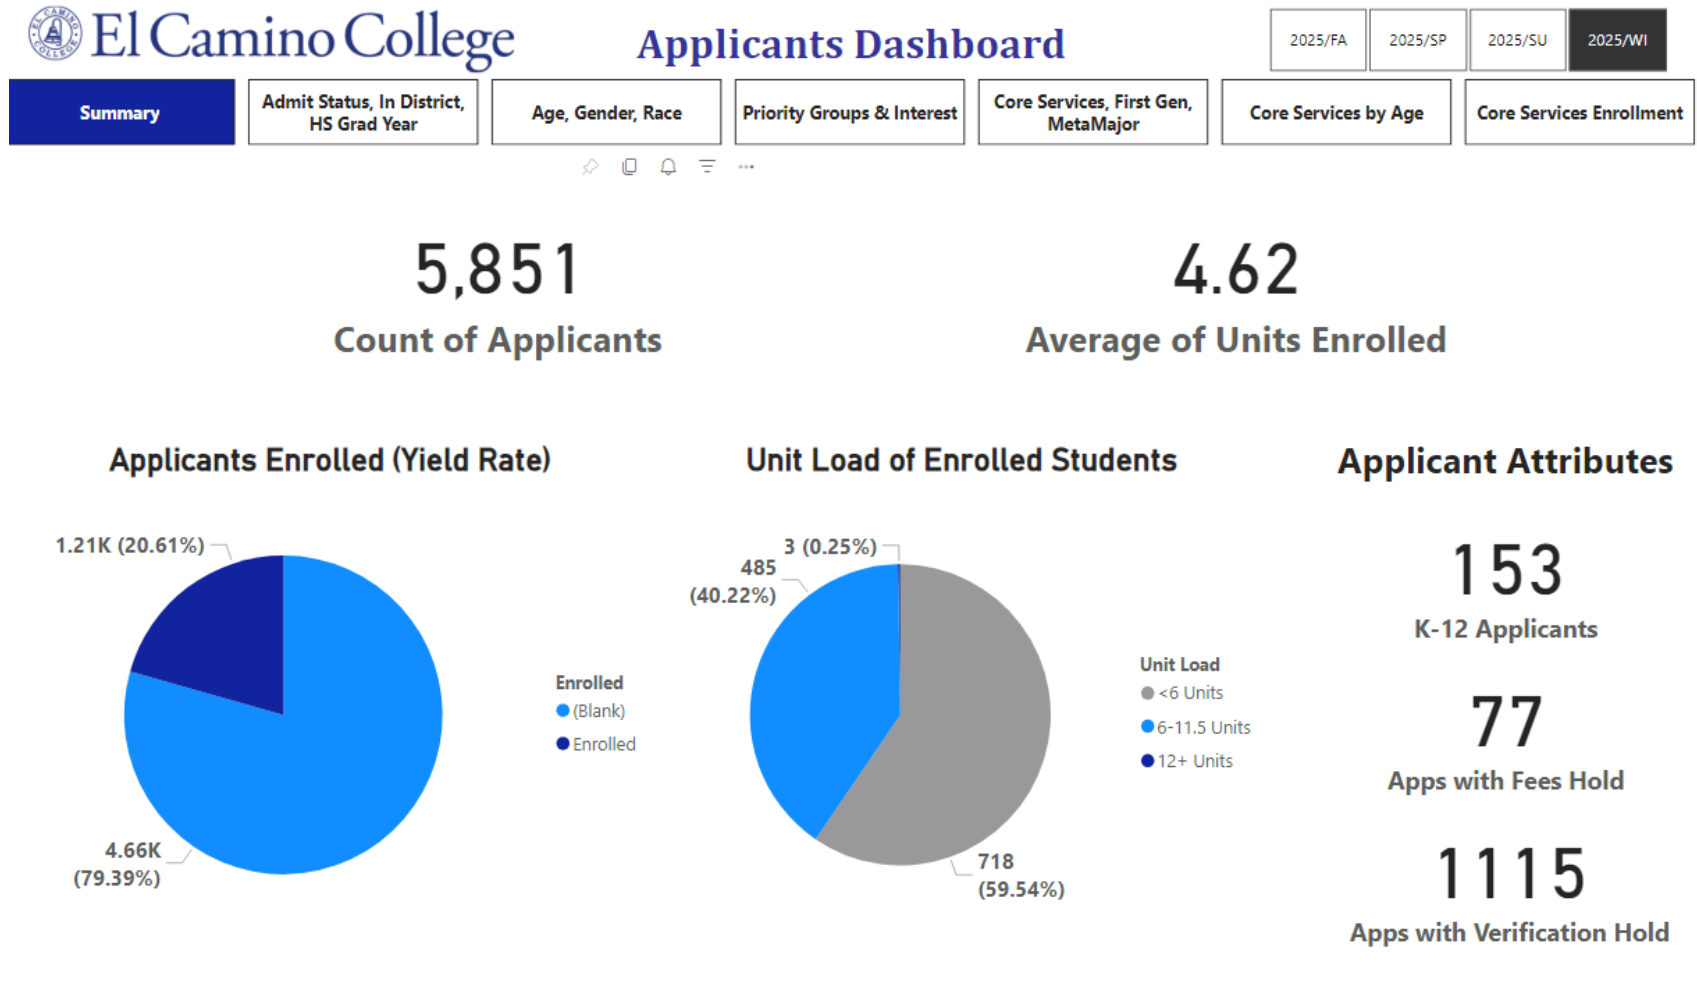 EL CAMINO COLLEGE
El Camino College
Applicants Dashboard
2025/FA
2025/SP
2025/SU
2025/WI
Summary
Admit Status, In District,
HS Grad Year
Age, Gender, Race
Priority Groups & Interest
Core Services, First Gen,
MetaMajor
Core Services by Age
Core Services Enrollment
5,851
Count of Applicants
4.62
Average of Units Enrolled
Applicants Enrolled (Yield Rate)
1.21K (20.61%)
4.66K
(79.39%)
Enrolled
(Blank)
Enrolled
Unit Load of Enrolled Students
3 (0.25%)
485
(40.22%)
718
(59.54%)
Unit Load
<6 Units
6-11.5 Units
12+ Units
Applicant Attributes
153
K-12 Applicants
77
Apps with Fees Hold
1115
Apps with Verification Hold